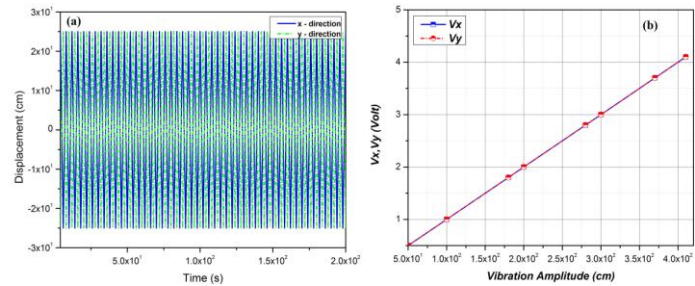 (a)
x - direction
y - direction
3x10¹
2x10¹
1x10¹
0
-1x10¹
-2x10¹
-3x10¹
Displacement (cm)
5.0x10¹ 1.0x10² 1.5x10² 2.0x10²
Time (s)
(b)
Vx
Vy
5
4
3
2
1
Vx,Vy (Volt)
5.0x10¹ 1.0x10² 1.5x10² 2.0x10² 2.5x10² 3.0x10² 3.5x10² 4.0x10²
Vibration Amplitude (cm)